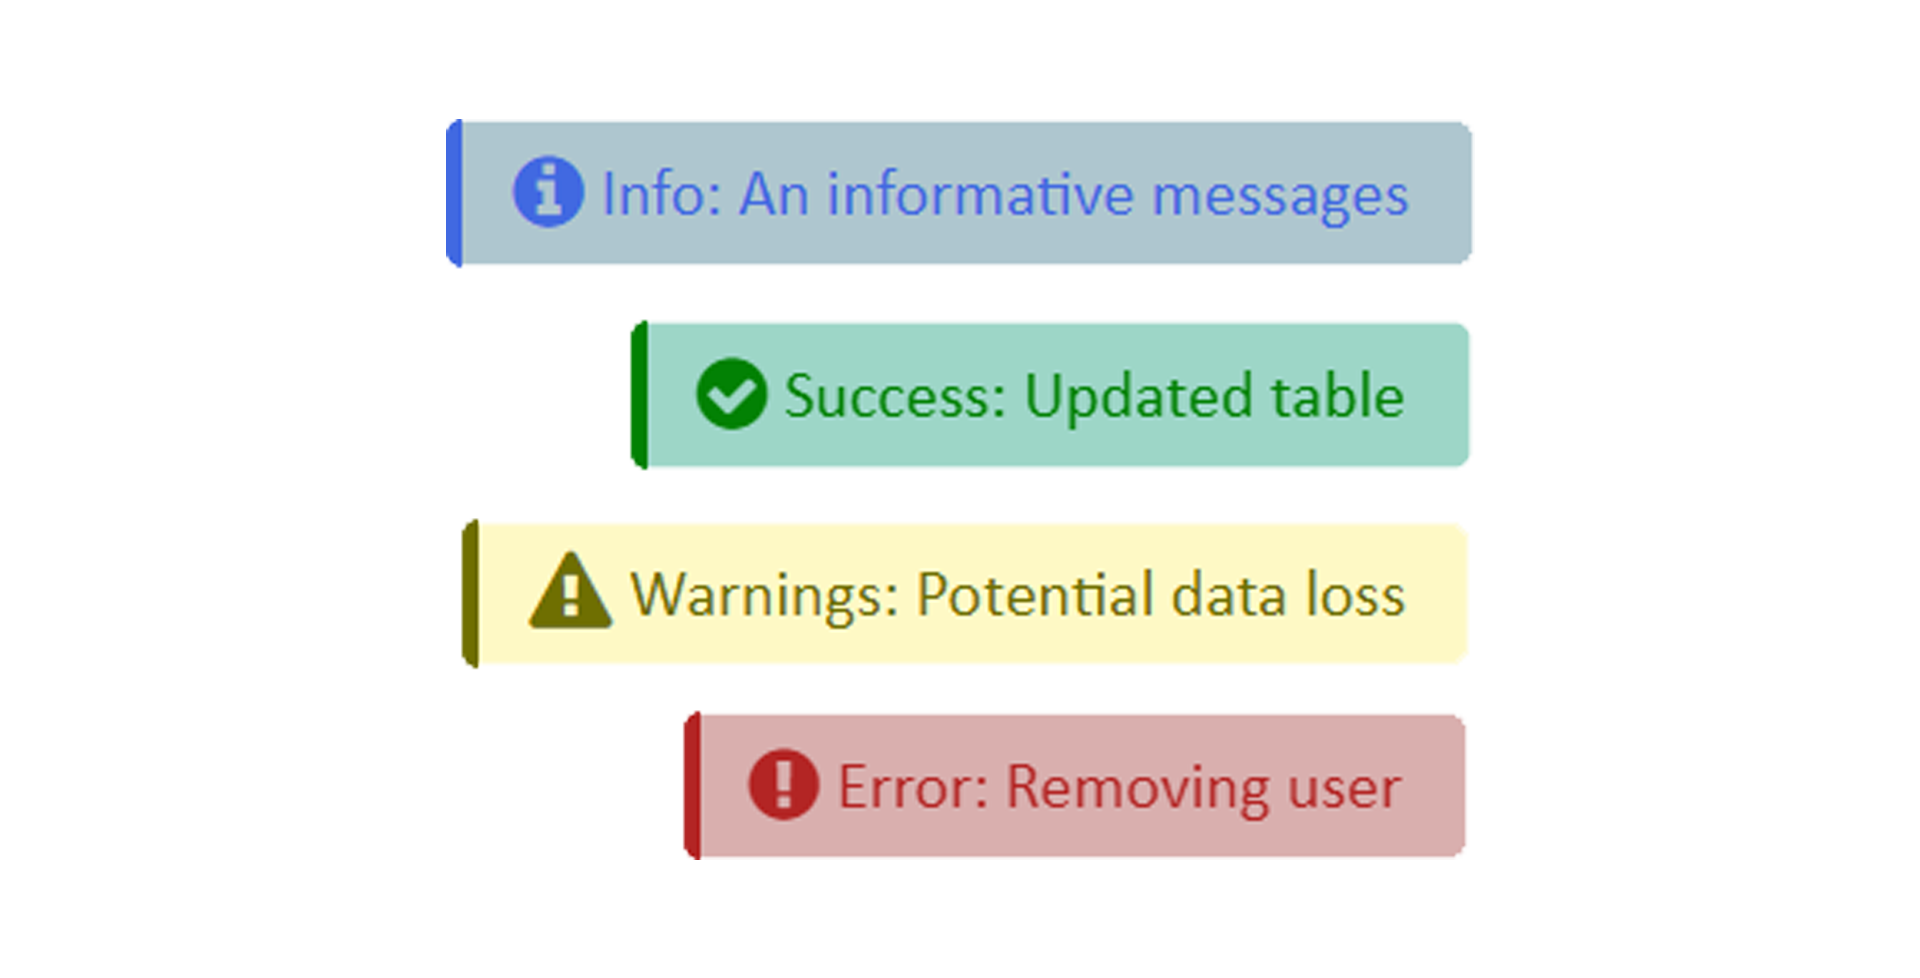 Info: An informative messages
Success: Updated table
Warnings: Potential data loss
Error: Removing user